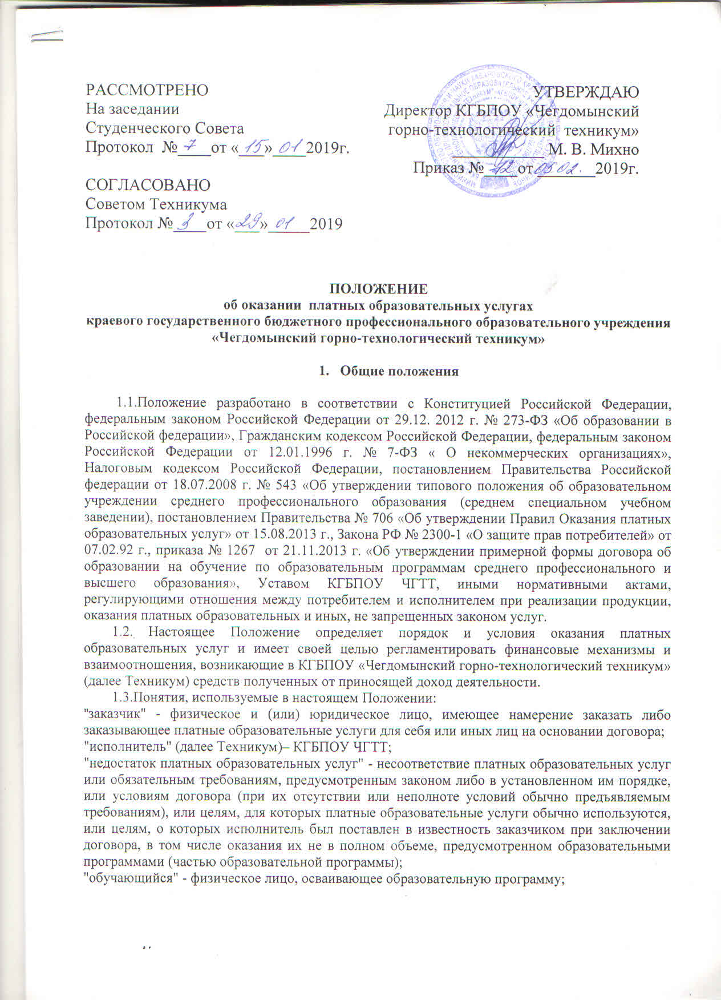 РАССМОТРЕНО
На заседании
Студенческого Совета
Протокол №_7_от «15» 01 2019г.
СОГЛАСОВАНО
Советом Техникума
Протокол №_3_от «29» 01 2019
УТВЕРЖДАЮ
Директор КГБПОУ «Чегдомынский
горно-технологический техникум»
____________ М. В. Михно
Приказ № 12 от 05 02. 2019г.
ПОЛОЖЕНИЕ
об оказании платных образовательных услугах
краевого государственного бюджетного профессионального образовательного учреждения
«Чегдомынский горно-технологический техникум»
1. Общие положения
1.1.Положение разработано в соответствии с Конституцией Российской Федерации,
федеральным законом Российской Федерации от 29.12. 2012 г. № 273-ФЗ «Об образовании в
Российской федерации», Гражданским кодексом Российской Федерации, федеральным законом
Российской Федерации от 12.01.1996 г. № 7-ФЗ « О некоммерческих организациях»,
Налоговым кодексом Российской Федерации, постановлением Правительства Российской
федерации от 18.07.2008 г. № 543 «Об утверждении типового положения об образовательном
учреждении среднего профессионального образования (среднем специальном учебном
заведении), постановлением Правительства № 706 «Об утверждении Правил Оказания платных
образовательных услуг» от 15.08.2013 г., Закона РФ № 2300-1 «О защите прав потребителей» от
07.02.92 г., приказа № 1267 от 21.11.2013 г. «Об утверждении примерной формы договора об
образовании на обучение по образовательным программам среднего профессионального и
высшего образования», Уставом КГБПОУ ЧГТТ, иными нормативными актами,
регулирующими отношения между потребителем и исполнителем при реализации продукции,
оказания платных образовательных и иных, не запрещенных законом услуг.
1.2. Настоящее Положение определяет порядок и условия оказания платных
образовательных услуг и имеет своей целью регламентировать финансовые механизмы и
взаимоотношения, возникающие в КГБПОУ «Чегдомынский горно-технологический техникум»
(далее Техникум) средств полученных от приносящей доход деятельности.
1.3.Понятия, используемые в настоящем Положении:
"заказчик" - физическое и (или) юридическое лицо, имеющее намерение заказать либо
заказывающее платные образовательные услуги для себя или иных лиц на основании договора;
"исполнитель" (далее Техникум)– КГБПОУ ЧГТТ;
"недостаток платных образовательных услуг" - несоответствие платных образовательных услуг
или обязательным требованиям, предусмотренным законом либо в установленном им порядке,
или условиям договора (при их отсутствии или неполноте условий обычно предъявляемым
требованиям), или целям, для которых платные образовательные услуги обычно используются,
или целям, о которых исполнитель был поставлен в известность заказчиком при заключении
договора, в том числе оказания их не в полном объеме, предусмотренном образовательными
программами (частью образовательной программы);
"обучающийся" - физическое лицо, осваивающее образовательную программу;